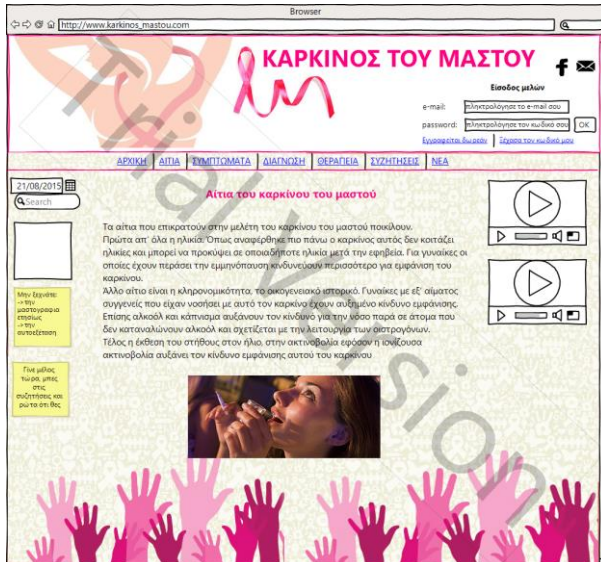 Browser
http://www.karkinos_mastou.com
ΚΑΡΚΙΝΟΣ ΤΟΥ ΜΑΣΤΟΥ
Είσοδος μελών
e-mail: πληκτρολόγησε το e-mail σου
password: πληκτρολόγησε τον κωδικό σου OK
Εγγραφείται δωρεάν Ξέχασα τον κωδικό μου
ΑΡΧΙΚΗ ΑΙΤΙΑ ΣΥΜΠΤΩΜΑΤΑ ΔΙΑΓΝΩΣΗ ΘΕΡΑΠΕΙΑ ΣΥΖΗΤΗΣΕΙΣ ΝΕΑ
21/08/2015
Search
Αίτια του καρκίνου του μαστού
Τα αίτια που επικρατούν στην μελέτη του καρκίνου του μαστού ποικίλουν.
Πρώτα απ' όλα η ηλικία. Όπως αναφέρθηκε πιο πάνω ο καρκίνος αυτός δεν κοιτάζει
ηλικίες και μπορεί να προκύψει σε οποιαδήποτε ηλικία μετά την εφηβεία. Για γυναίκες οι
οποίες έχουν περάσει την εμμηνόπαυση κινδυνεύουν περισσότερο για εμφάνιση του
καρκίνου.
Άλλο αίτιο είναι η κληρονομικότητα, το οικογενειακό ιστορικό. Γυναίκες με εξ' αίματος
συγγενείς που είχαν νοσήσει με αυτό τον καρκίνο έχουν αυξημένο κίνδυνο εμφάνισης.
Επίσης αλκοόλ και κάπνισμα αυξάνουν τον κίνδυνο για την νόσο παρά σε άτομα που
δεν καταναλώνουν αλκοόλ και σχετίζεται με την λειτουργία των οιστρογόνων.
Τέλος η έκθεση του στήθους στον ήλιο, στην ακτινοβολία εφόσον η ιονίζουσα
ακτινοβολία αυξάνει τον κίνδυνο εμφάνισης αυτού του καρκίνου
Μην ξεχνάτε:
->την
μαστογραφία
ετησίως
->την
αυτοεξέταση
Γίνε μέλος
τώρα, μπες
στις
συζητήσεις και
ρώτα ότι θες
Trial Version